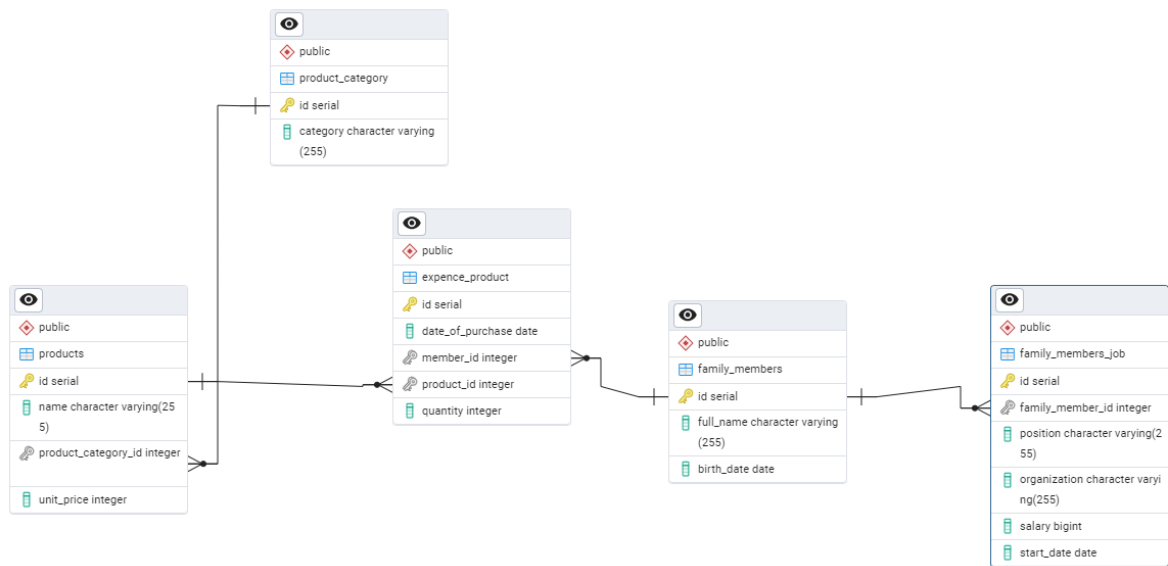 public
product_category
id serial
category character varying
(255)
public
expence_product
id serial
date_of_purchase date
member_id integer
product_id integer
quantity integer
public
products
id serial
name character varying(25
5)
product_category_id integer
unit_price integer
public
family_members
id serial
full_name character varying
(255)
birth_date date
public
family_members_job
id serial
family_member_id integer
position character varying(2
55)
organization character varyi
ng(255)
salary bigint
start_date date